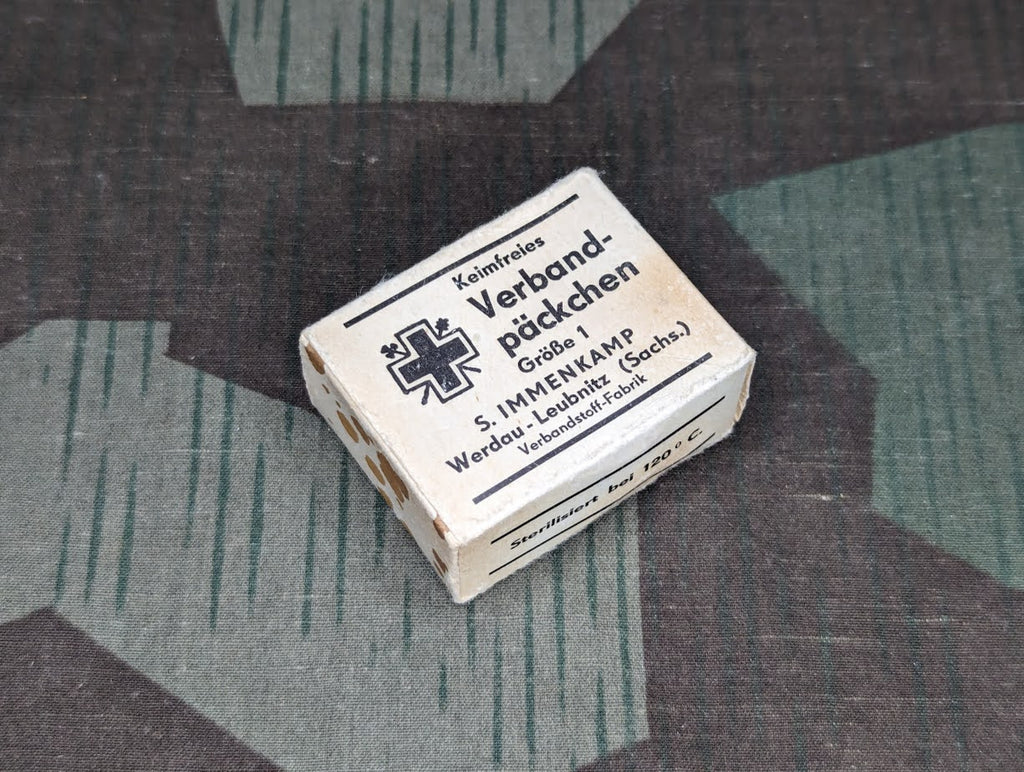 Keimfreies
Verband-
päckchen
Größe 1
S. IMMENKAMP
Werdau-Leubnitz (Sachs.)
Verbandstoff-Fabrik
Sterilisiert bei 120° C.